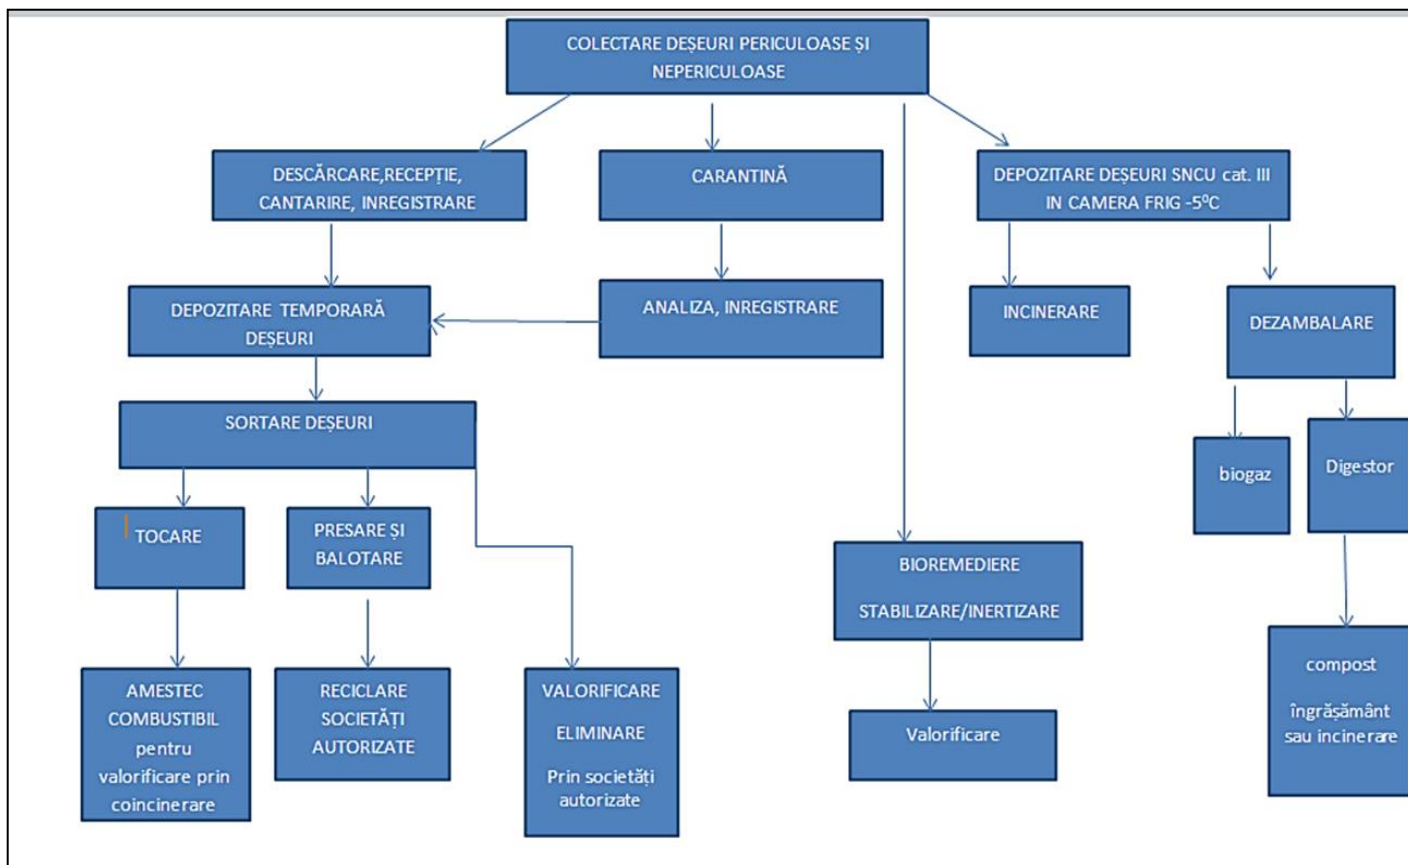 COLECTARE DEȘEURI PERICULOASE ȘI
NEPERICULOASE
DESCĂRCARE,RECEPȚIE,
CANTARIRE, INREGISTRARE
CARANTINĂ
DEPOZITARE DEȘEURI SNCU cat. III
IN CAMERA FRIG -5⁰C
DEPOZITARE TEMPORARĂ
DEȘEURI
ANALIZA, INREGISTRARE
INCINERARE
DEZAMBALARE
SORTARE DEȘEURI
biogaz
Digestor
TOCARE
PRESARE ȘI
BALOTARE
BIOREMEDIERE
STABILIZARE/INERTIZARE
AMESTEC
COMBUSTIBIL
pentru
valorificare prin
coincinerare
RECICLARE
SOCIETĂȚI
AUTORIZATE
VALORIFICARE
ELIMINARE
Prin societăți
autorizate
Valorificare
compost
îngrășământ
sau incinerare